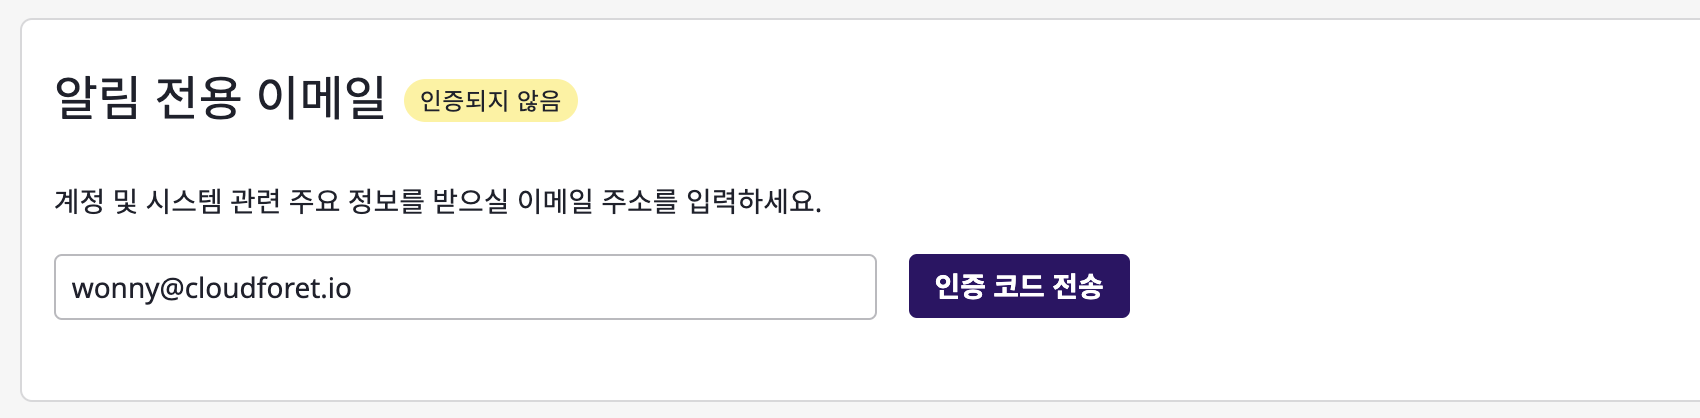 알림 전용 이메일 인증되지 않음
계정 및 시스템 관련 주요 정보를 받으실 이메일 주소를 입력하세요.
wonny@cloudforet.io 인증 코드 전송